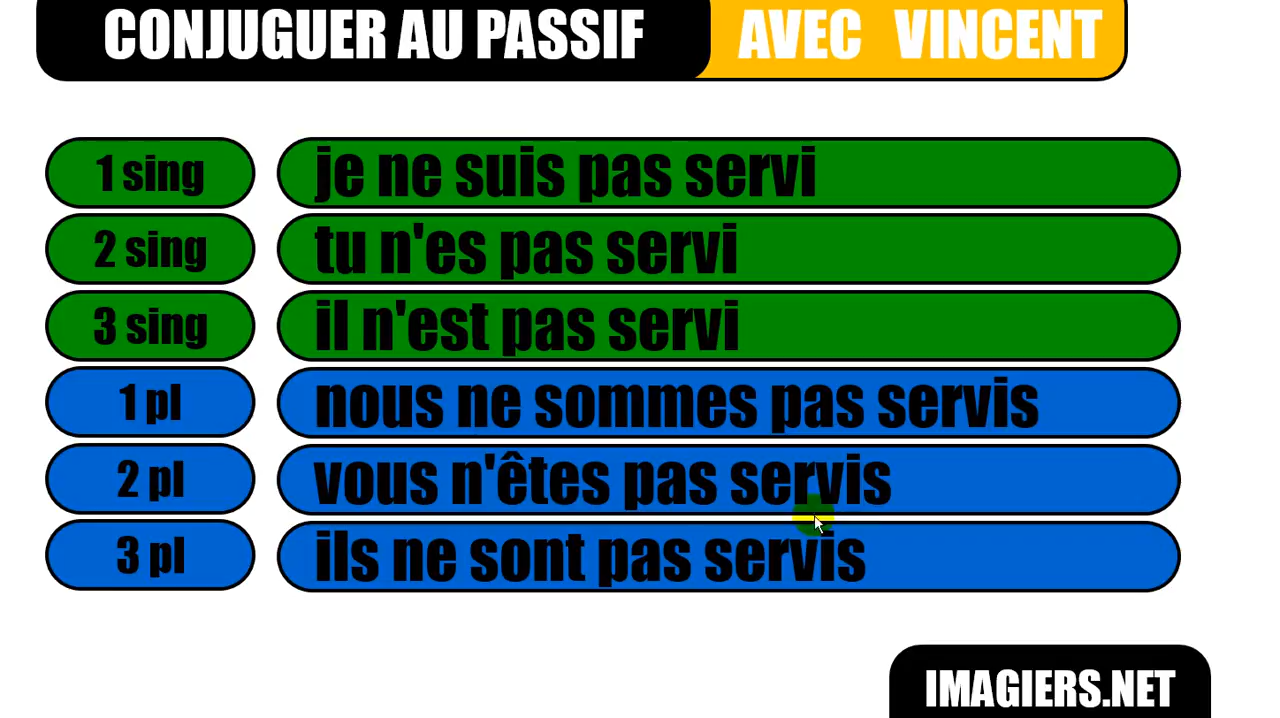 CONJUGUER AU PASSIF AVEC VINCENT
1 sing je ne suis pas servi
2 sing tu n'es pas servi
3 sing il n'est pas servi
1 pl nous ne sommes pas servis
2 pl vous n'êtes pas servis
3 pl ils ne sont pas servis
IMAGIERS.NET